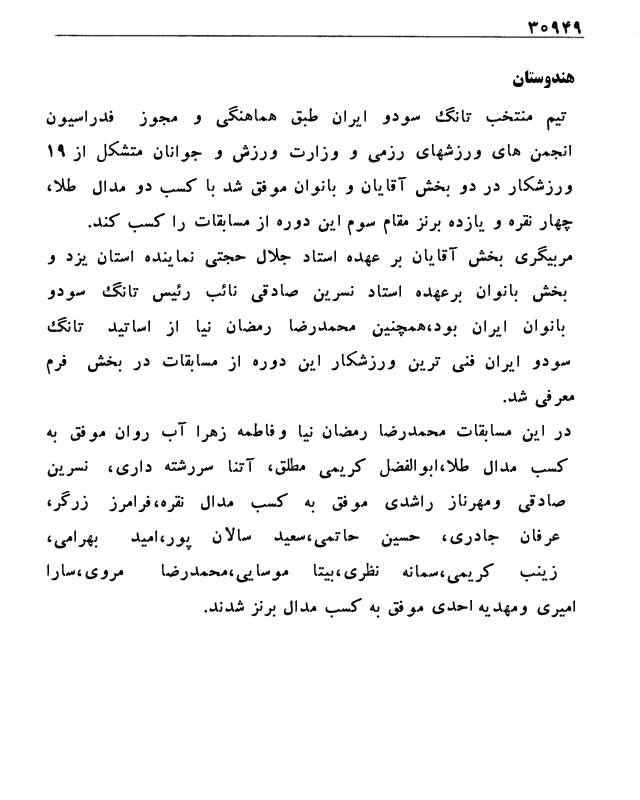 ۳۰۹۴۹
هندوستان
تیم منتخب تانگ سودو ایران طبق هماهنگی و مجوز فدراسیون
انجمن های ورزشهای رزمی و وزارت ورزش و جوانان متشکل از ۱۹
ورزشکار در دو بخش آقایان و بانوان موفق شد با کسب دو مدال طلا،
چهار نقره و یازده برنز مقام سوم این دوره از مسابقات را کسب کند.
مربیگری بخش آقایان بر عهده استاد جلال حجتی نماینده استان یزد و
بخش بانوان برعهده استاد نسرین صادقی نائب رئیس تانگ سودو
بانوان ایران بود،همچنین محمدرضا رمضان نیا از اساتید تانگ
سودو ایران فنی ترین ورزشکار این دوره از مسابقات در بخش فرم
معرفی شد.
در این مسابقات محمدرضا رمضان نیا وفاطمه زهرا آب روان موفق به
کسب مدال طلا،ابوالفضل کریمی مطلق، آتنا سررشته داری، نسرین
صادقی ومهرناز راشدی موفق به کسب مدال نقره،فرامرز زرگر،
عرفان جادری، حسین حاتمی،سعید سالان پور،امید بهرامی،
زینب کریمی،سمانه نظری،بیتا موسایی،محمدرضا مروی،سارا
امیری ومهدیه احدی موفق به کسب مدال برنز شدند.